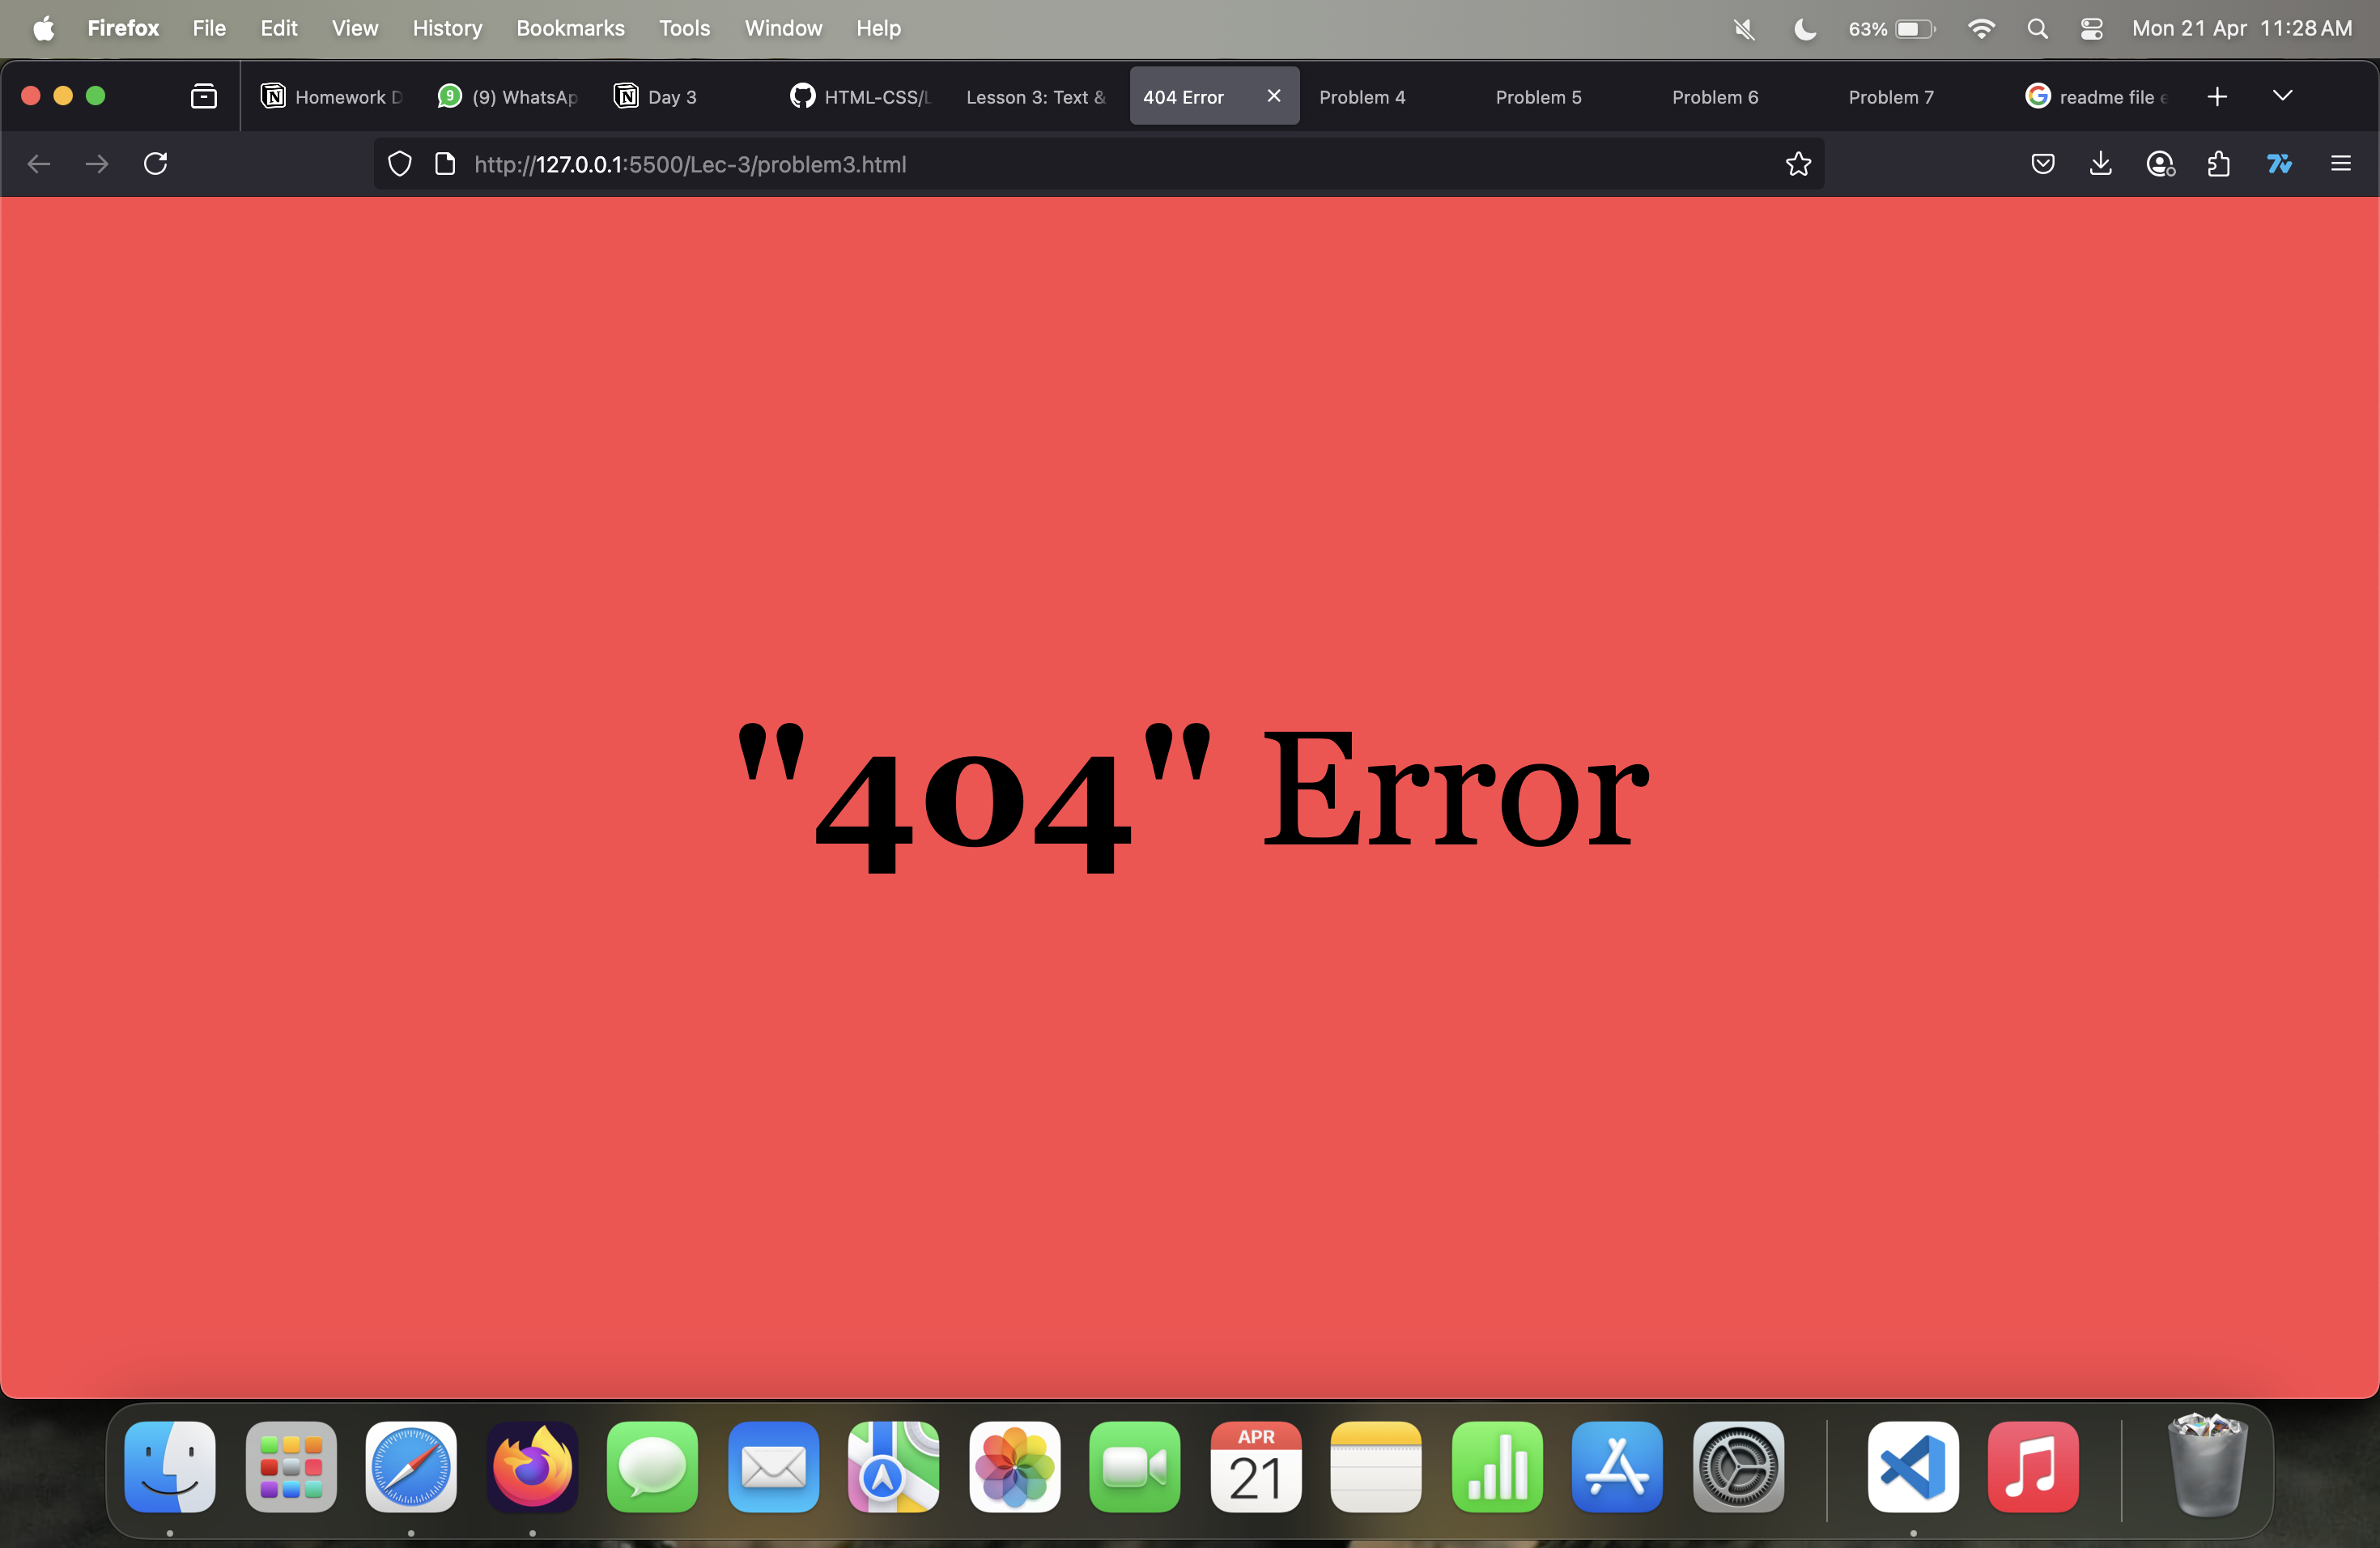 Firefox File Edit View History Bookmarks Tools Window Help 63% Mon 21 Apr 11:28 AM
Homework D 9 (9) WhatsAp Day 3 HTML-CSS/L Lesson 3: Text & 404 Error Problem 4 Problem 5 Problem 6 Problem 7 readme file e
http://127.0.0.1:5500/Lec-3/problem3.html
"404" Error
APR
21